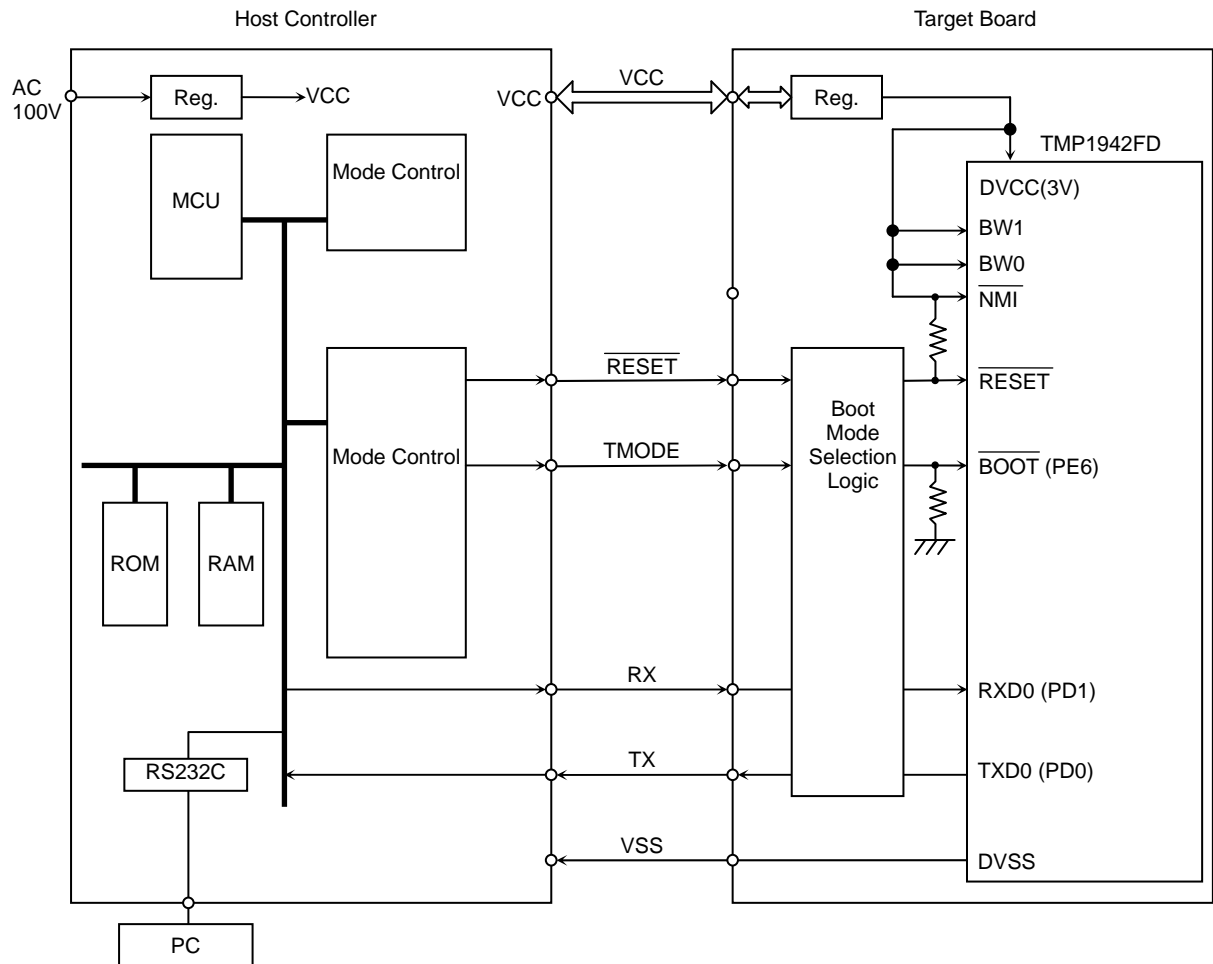 Host Controller
Target Board
AC
100V
Reg.
VCC
VCC
VCC
Reg.
TMP1942FD
MCU
Mode Control
DVCC(3V)
BW1
BW0
NMI
RESET
RESET
Boot
Mode
Selection
Logic
Mode Control
TMODE
BOOT (PE6)
ROM
RAM
RX
RXD0 (PD1)
RS232C
TX
TXD0 (PD0)
VSS
DVSS
PC